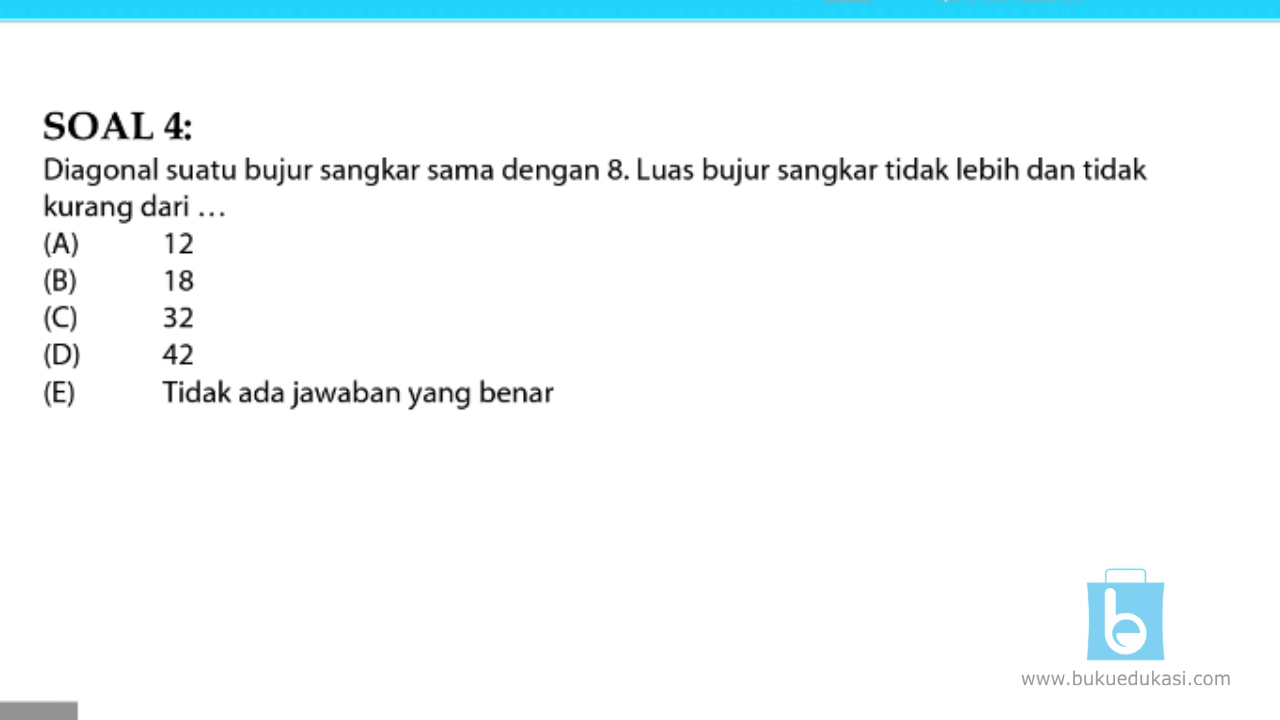 SOAL 4:
Diagonal suatu bujur sangkar sama dengan 8. Luas bujur sangkar tidak lebih dan tidak
kurang dari …
(A) 12
(B) 18
(C) 32
(D) 42
(E) Tidak ada jawaban yang benar
www.bukuedukasi.com